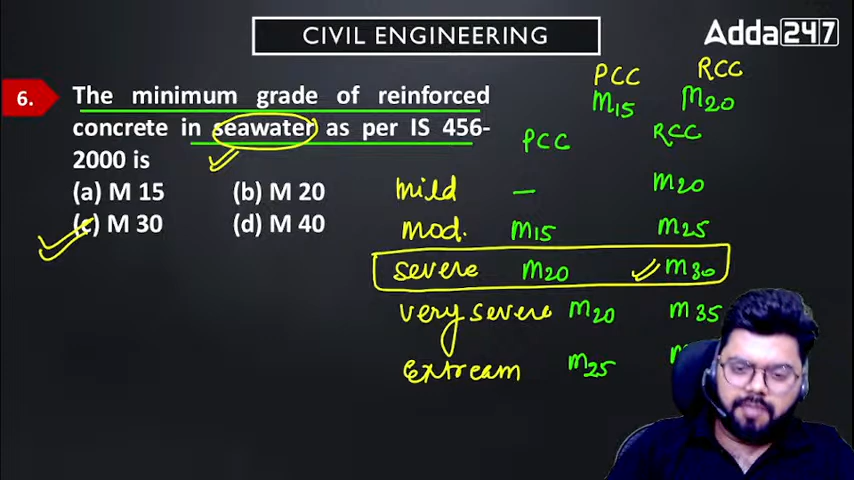 CIVIL ENGINEERING
Adda247
6.
The minimum grade of reinforced
concrete in seawater as per IS 456-
2000 is
(a) M 15 (b) M 20
(c) M 30 (d) M 40
PCC RCC
M15 M20
PCC RCC
mild — M20
mod. M15 M25
severe M20 M30
very severe M20 M35
Extream M25